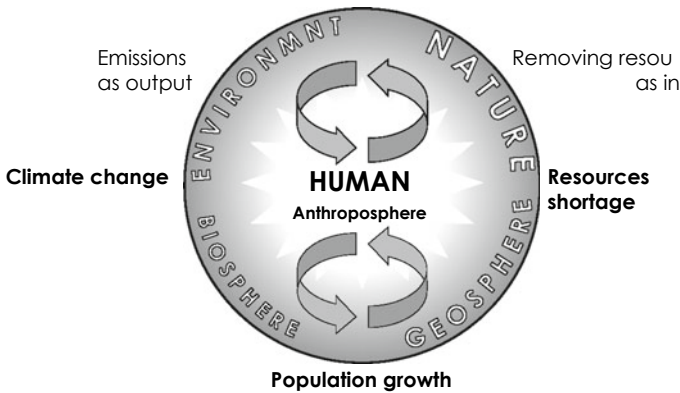 ENVIRONMNT
NATURE
Emissions
as output
Removing resou
as in
Climate change
HUMAN
Anthroposphere
Resources
shortage
BIOSPHERE
GEOSPHERE
Population growth